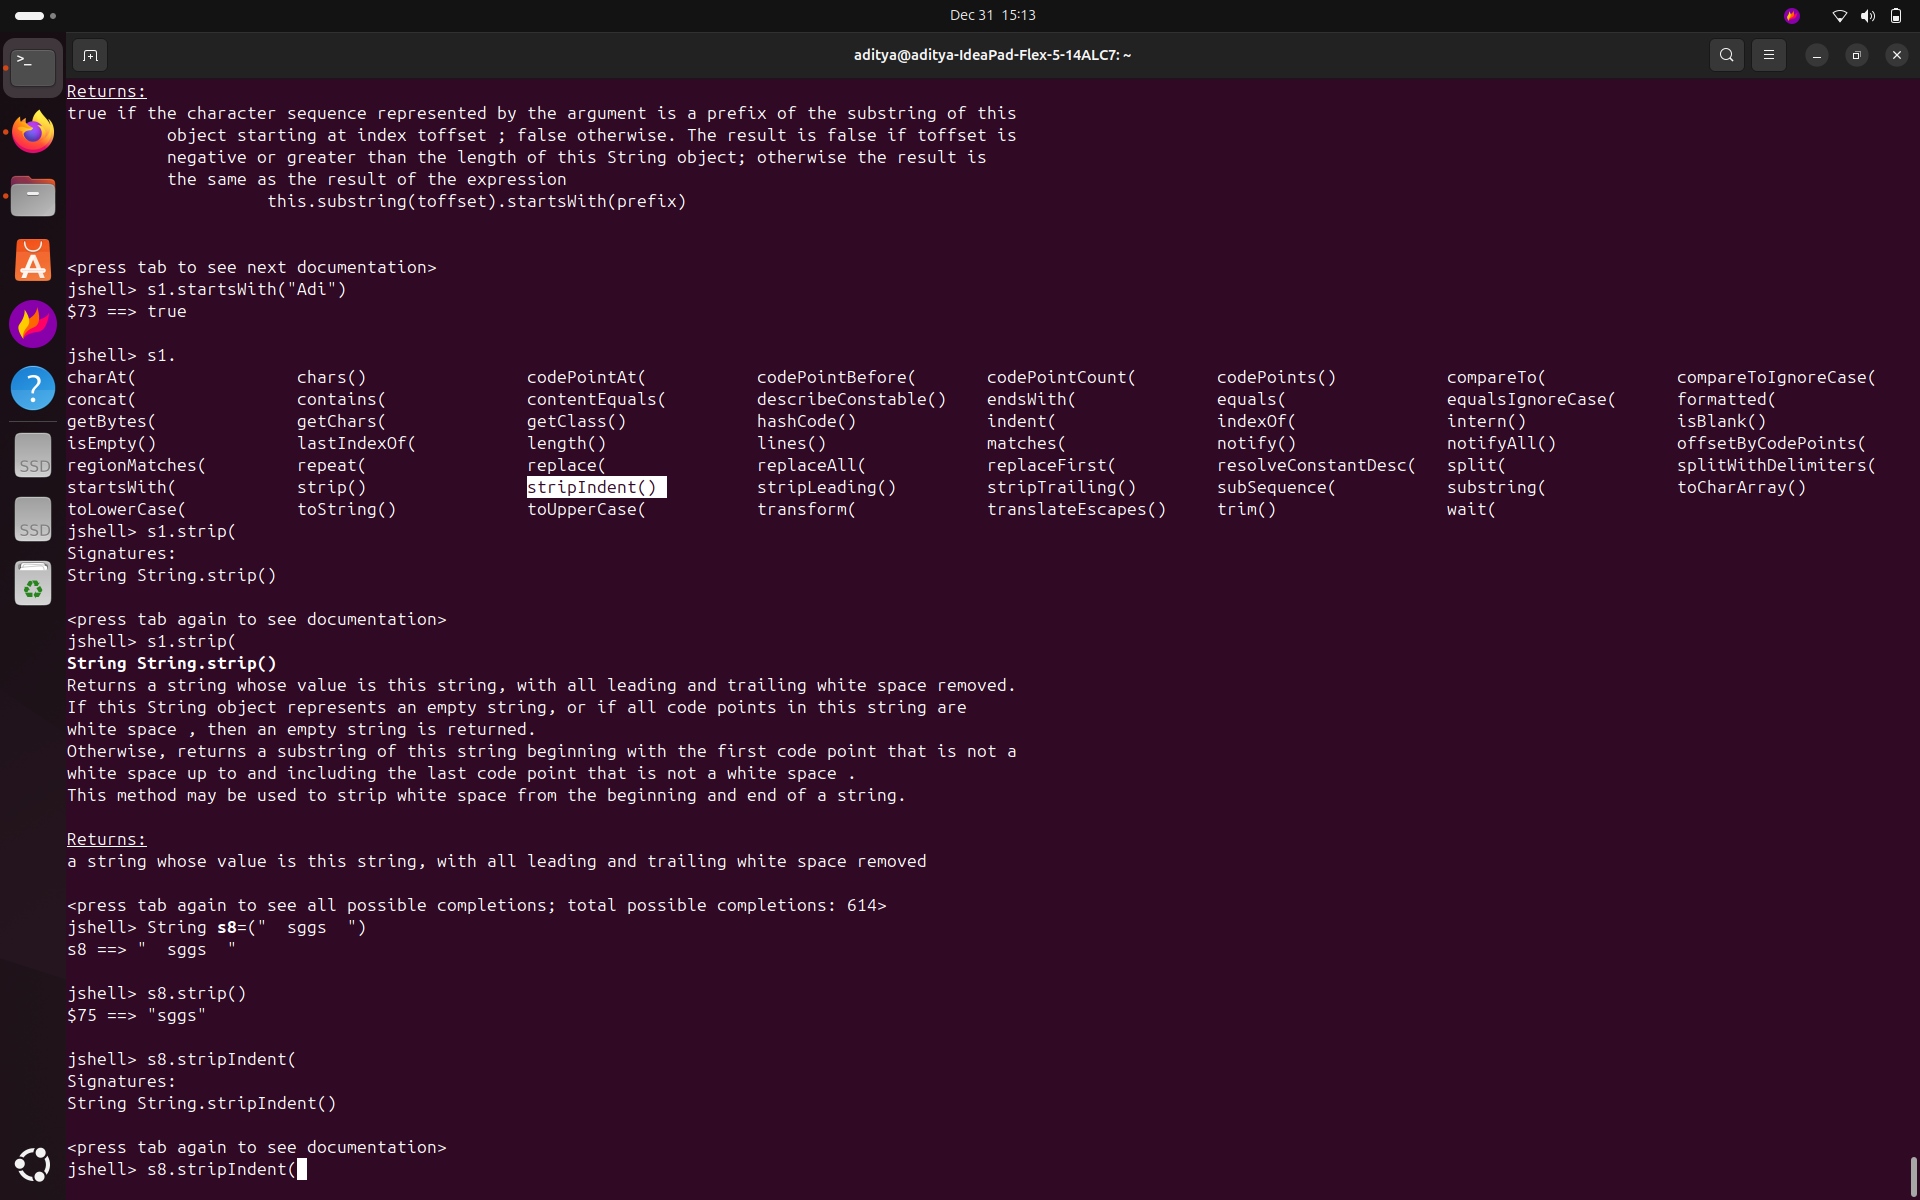 Dec 31 15:13
aditya@aditya-IdeaPad-Flex-5-14ALC7: ~
Returns:
true if the character sequence represented by the argument is a prefix of the substring of this
object starting at index toffset ; false otherwise. The result is false if toffset is
negative or greater than the length of this String object; otherwise the result is
the same as the result of the expression
this.substring(toffset).startsWith(prefix)
<press tab to see next documentation>
jshell> s1.startsWith("Adi")
$73 ==> true
jshell> s1.
charAt( chars() codePointAt( codePointBefore( codePointCount( codePoints() compareTo( compareToIgnoreCase(
concat( contains( contentEquals( describeConstable() endsWith( equals( equalsIgnoreCase( formatted(
getBytes( getChars( getClass() hashCode() indent( indexOf( intern() isBlank()
isEmpty() lastIndexOf( length() lines() matches( notify() notifyAll() offsetByCodePoints(
regionMatches( repeat( replace( replaceAll( replaceFirst( resolveConstantDesc( split( splitWithDelimiters(
startsWith( strip() stripIndent() stripLeading() stripTrailing() subSequence( substring( toCharArray()
toLowerCase( toString() toUpperCase( transform( translateEscapes() trim() wait(
jshell> s1.strip(
Signatures:
String String.strip()
<press tab again to see documentation>
jshell> s1.strip(
String String.strip()
Returns a string whose value is this string, with all leading and trailing white space removed.
If this String object represents an empty string, or if all code points in this string are
white space , then an empty string is returned.
Otherwise, returns a substring of this string beginning with the first code point that is not a
white space up to and including the last code point that is not a white space .
This method may be used to strip white space from the beginning and end of a string.
Returns:
a string whose value is this string, with all leading and trailing white space removed
<press tab again to see all possible completions; total possible completions: 614>
jshell> String s8=("  sggs  ")
s8 ==> "  sggs  "
jshell> s8.strip()
$75 ==> "sggs"
jshell> s8.stripIndent(
Signatures:
String String.stripIndent()
<press tab again to see documentation>
jshell> s8.stripIndent(
>_
A
?
SSD
SSD